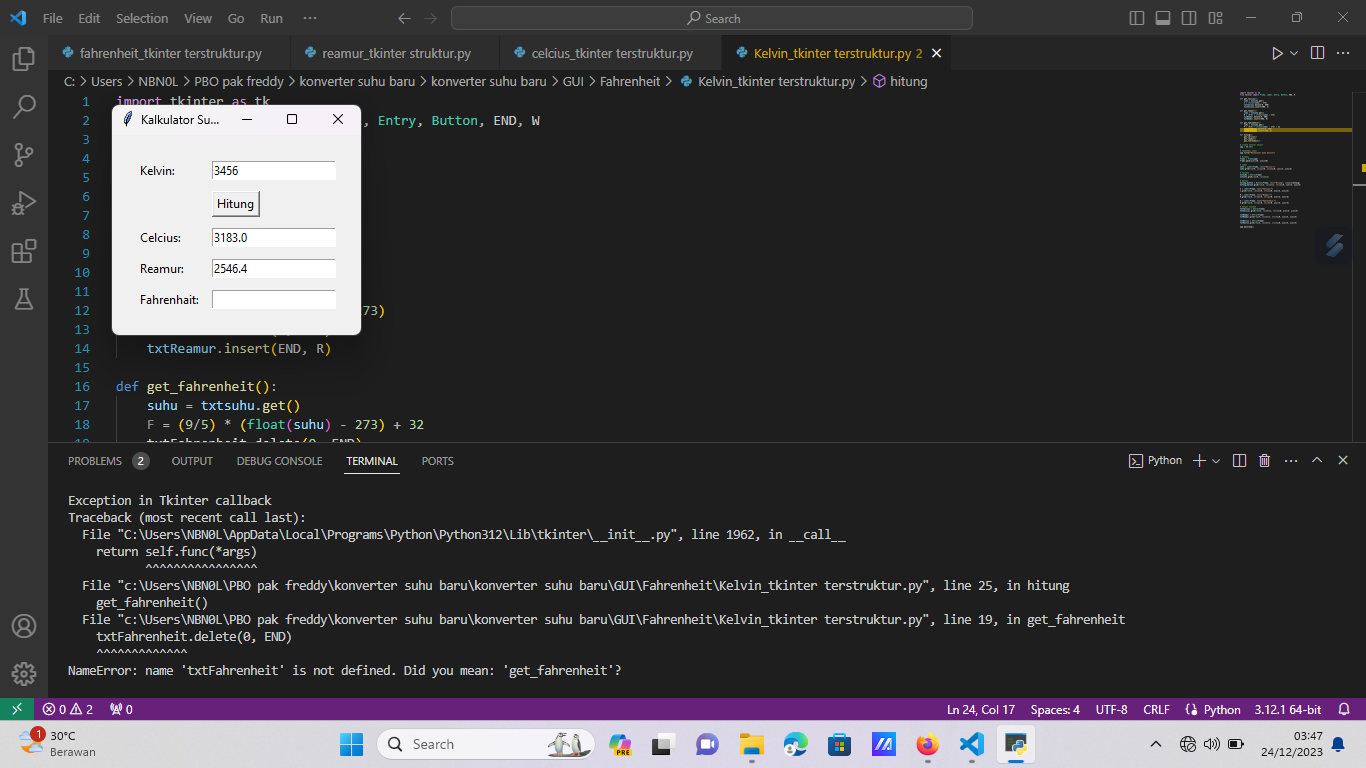 File Edit Selection View Go Run ··· Search
fahrenheit_tkinter terstruktur.py reamur_tkinter struktur.py celcius_tkinter terstruktur.py Kelvin_tkinter terstruktur.py 2
C: > Users > NBN0L > PBO pak freddy > konverter suhu baru > konverter suhu baru > GUI > Fahrenheit > Kelvin_tkinter terstruktur.py > hitung
1 import tkinter as tk
2 , Entry, Button, END, W
3
4
5
6
7
8
9
10
11
12 273)
13
14 txtReamur.insert(END, R)
15
16 def get_fahrenheit():
17 suhu = txtsuhu.get()
18 F = (9/5) * (float(suhu) - 273) + 32
19 txtFahrenheit.delete(0, END)
Kalkulator Su...
Kelvin: 3456
Hitung
Celcius: 3183.0
Reamur: 2546.4
Fahrenhait:
PROBLEMS 2 OUTPUT DEBUG CONSOLE TERMINAL PORTS Python
Exception in Tkinter callback
Traceback (most recent call last):
File "C:\Users\NBN0L\AppData\Local\Programs\Python\Python312\Lib\tkinter\__init__.py", line 1962, in __call__
return self.func(*args)
^^^^^^^^^^^^^^^^
File "c:\Users\NBN0L\PBO pak freddy\konverter suhu baru\konverter suhu baru\GUI\Fahrenheit\Kelvin_tkinter terstruktur.py", line 25, in hitung
get_fahrenheit()
File "c:\Users\NBN0L\PBO pak freddy\konverter suhu baru\konverter suhu baru\GUI\Fahrenheit\Kelvin_tkinter terstruktur.py", line 19, in get_fahrenheit
txtFahrenheit.delete(0, END)
^^^^^^^^^^^^^
NameError: name 'txtFahrenheit' is not defined. Did you mean: 'get_fahrenheit'?
0 2 0 Ln 24, Col 17 Spaces: 4 UTF-8 CRLF Python 3.12.1 64-bit
1 30°C
Berawan
Search
PRE
03:47
24/12/2023